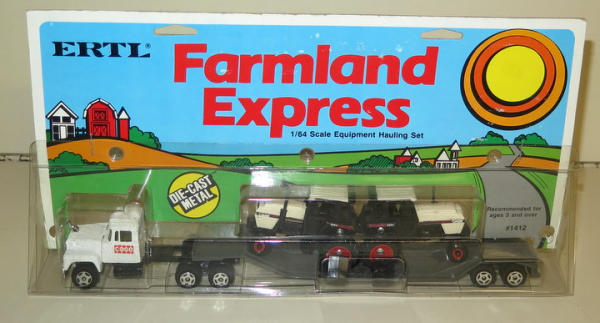 ERTL®
Farmland
Express
1/64 Scale Equipment Hauling Set
DIE-CAST
METAL
Recommended for
ages 3 and over
#1412
COOP